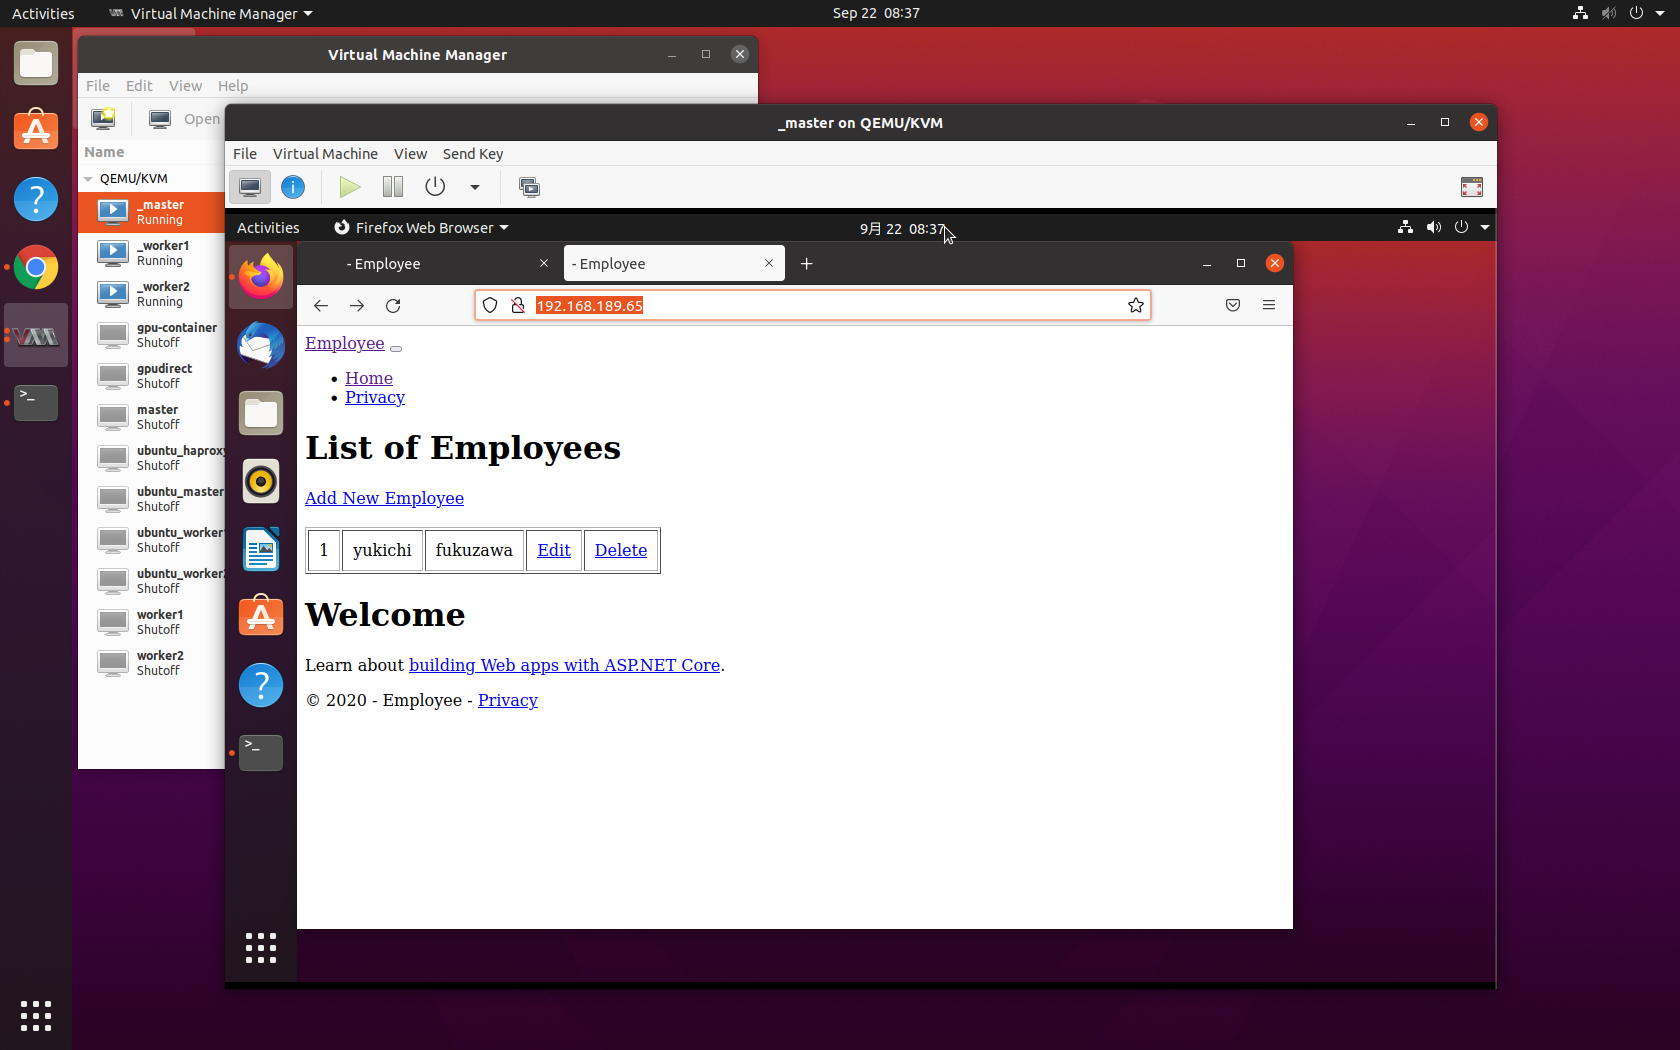 Activities Virtual Machine Manager Sep 22 08:37
Virtual Machine Manager
File Edit View Help
Open
Name
QEMU/KVM
_master
Running
_worker1
Running
_worker2
Running
gpu-container
Shutoff
gpudirect
Shutoff
master
Shutoff
ubuntu_haproxy
Shutoff
ubuntu_master
Shutoff
ubuntu_worker
Shutoff
ubuntu_worker2
Shutoff
worker1
Shutoff
worker2
Shutoff
_master on QEMU/KVM
File Virtual Machine View Send Key
Activities Firefox Web Browser 9月 22 08:37
- Employee - Employee
192.168.189.65
Employee
Home
Privacy
List of Employees
Add New Employee
1 yukichi fukuzawa Edit Delete
Welcome
Learn about building Web apps with ASP.NET Core.
© 2020 - Employee - Privacy